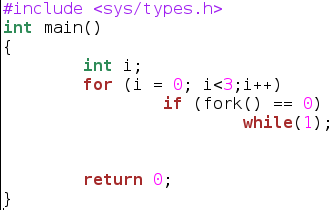 #include <sys/types.h>
int main()
{
        int i;
        for (i = 0; i<3;i++)
                if (fork() == 0)
                        while(1);


        return 0;
}